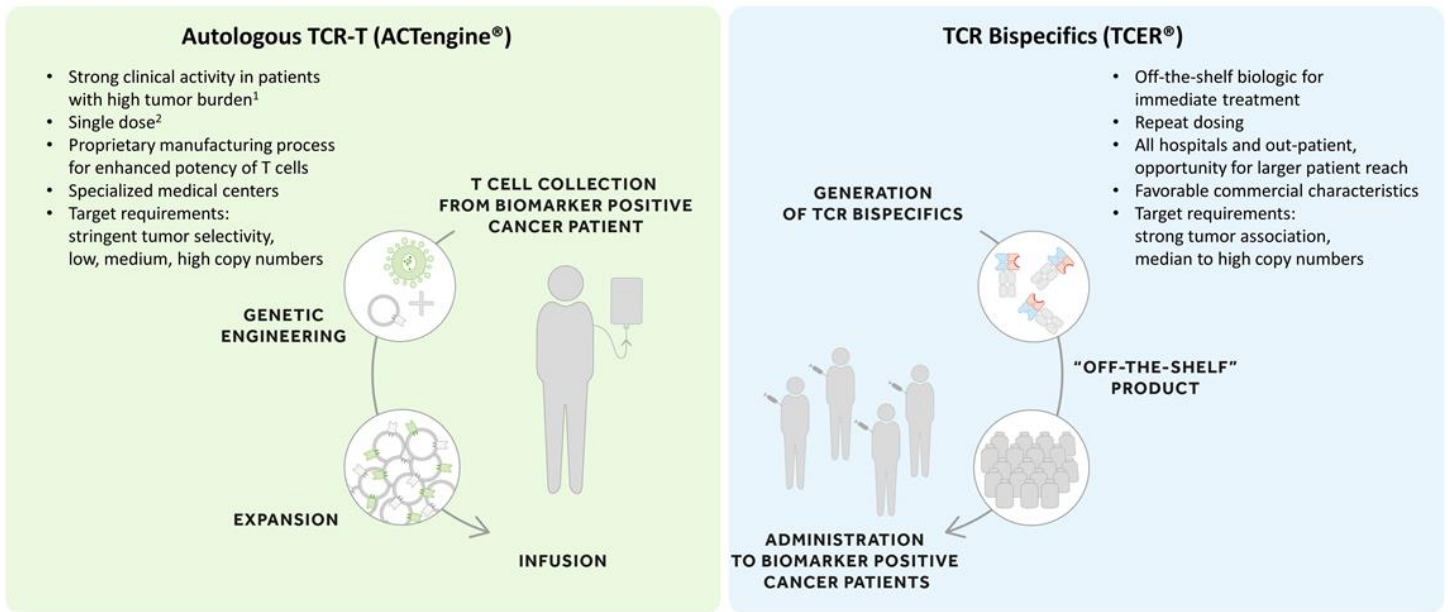 Autologous TCR-T (ACTengine®)
• Strong clinical activity in patients
with high tumor burden¹
• Single dose²
• Proprietary manufacturing process
for enhanced potency of T cells
• Specialized medical centers
• Target requirements:
stringent tumor selectivity,
low, medium, high copy numbers
T CELL COLLECTION
FROM BIOMARKER POSITIVE
CANCER PATIENT
GENETIC
ENGINEERING
EXPANSION
INFUSION
TCR Bispecifics (TCER®)
• Off-the-shelf biologic for
immediate treatment
• Repeat dosing
• All hospitals and out-patient,
opportunity for larger patient reach
• Favorable commercial characteristics
• Target requirements:
strong tumor association,
median to high copy numbers
GENERATION
OF TCR BISPECIFICS
“OFF-THE-SHELF”
PRODUCT
ADMINISTRATION
TO BIOMARKER POSITIVE
CANCER PATIENTS